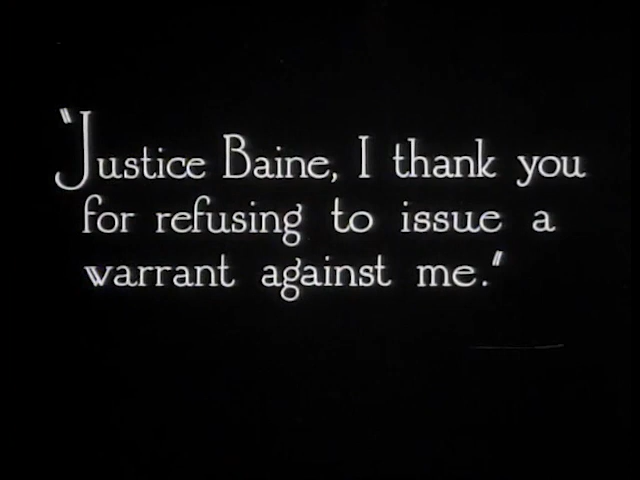 "Justice Baine, I thank you
for refusing to issue a
warrant against me."